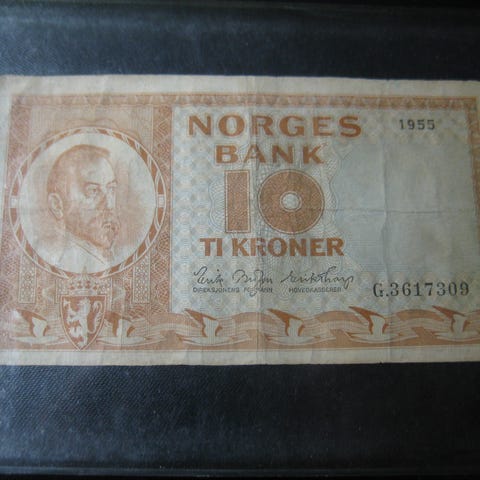 NORGES
1955
BANK
10
TI KRONER
DIREKSJONENS FORMANN HOVEDKASSERER
G.3617309